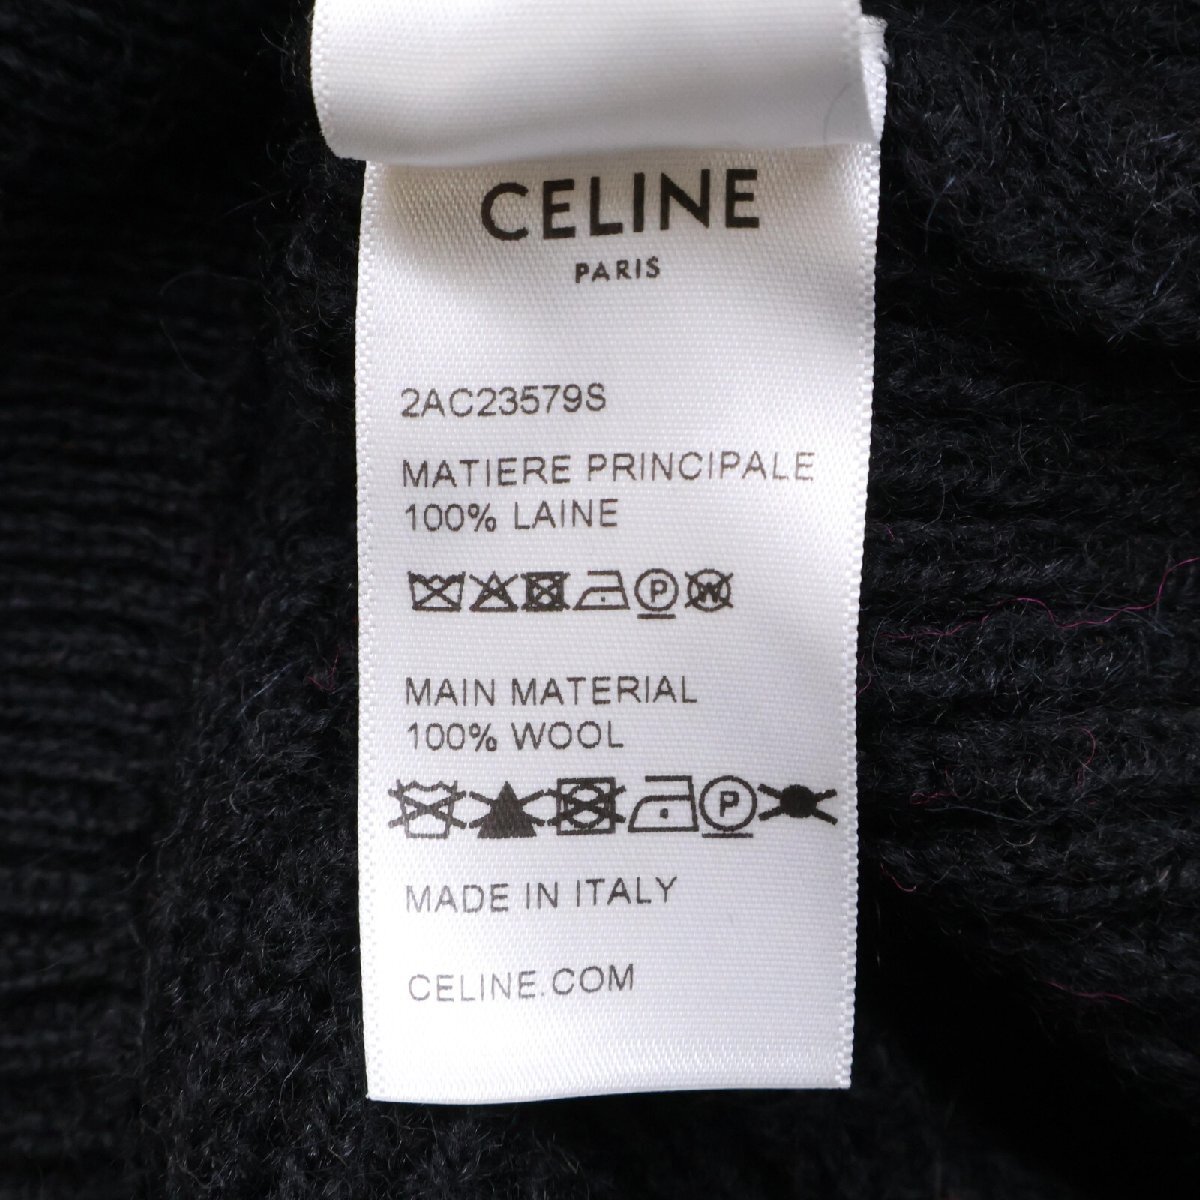 CELINE
PARIS
2AC23579S
MATIERE PRINCIPALE
100% LAINE
P W
MAIN MATERIAL
100% WOOL
P
MADE IN ITALY
CELINE.COM